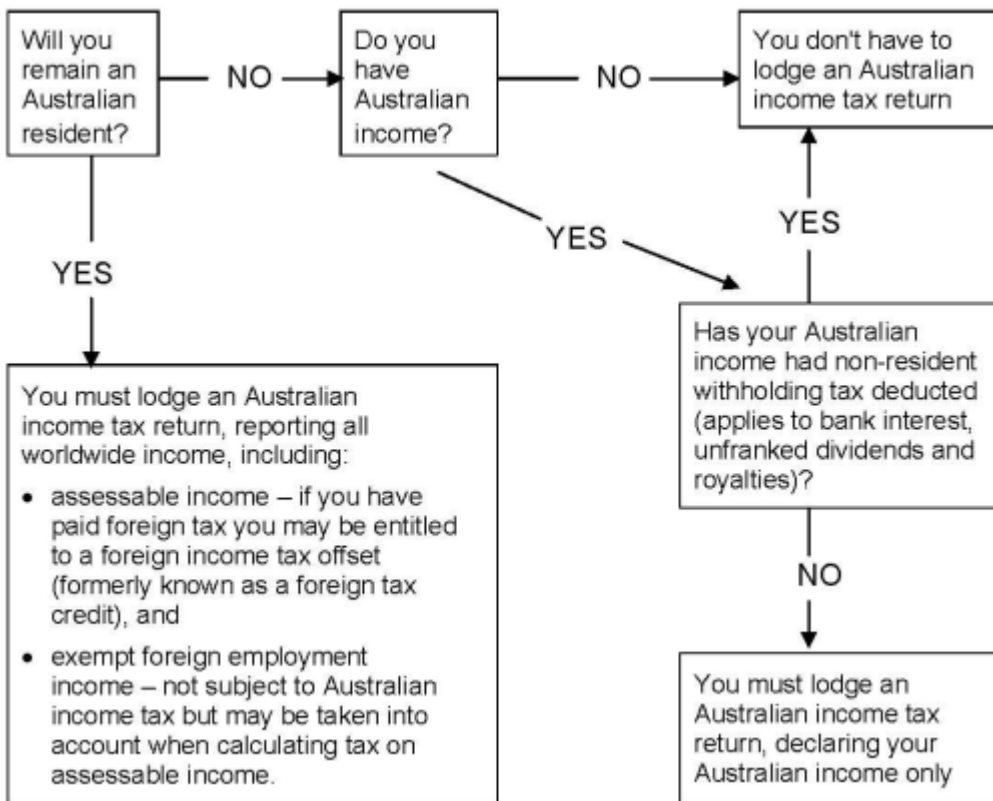 Will you
remain an
Australian
resident?
NO
Do you
have
Australian
income?
NO
You don't have to
lodge an Australian
income tax return
YES
YES
YES
Has your Australian
income had non-resident
withholding tax deducted
(applies to bank interest,
unfranked dividends and
royalties)?
You must lodge an Australian
income tax return, reporting all
worldwide income, including:
• assessable income – if you have
paid foreign tax you may be entitled
to a foreign income tax offset
(formerly known as a foreign tax
credit), and
• exempt foreign employment
income – not subject to Australian
income tax but may be taken into
account when calculating tax on
assessable income.
NO
You must lodge an
Australian income tax
return, declaring your
Australian income only